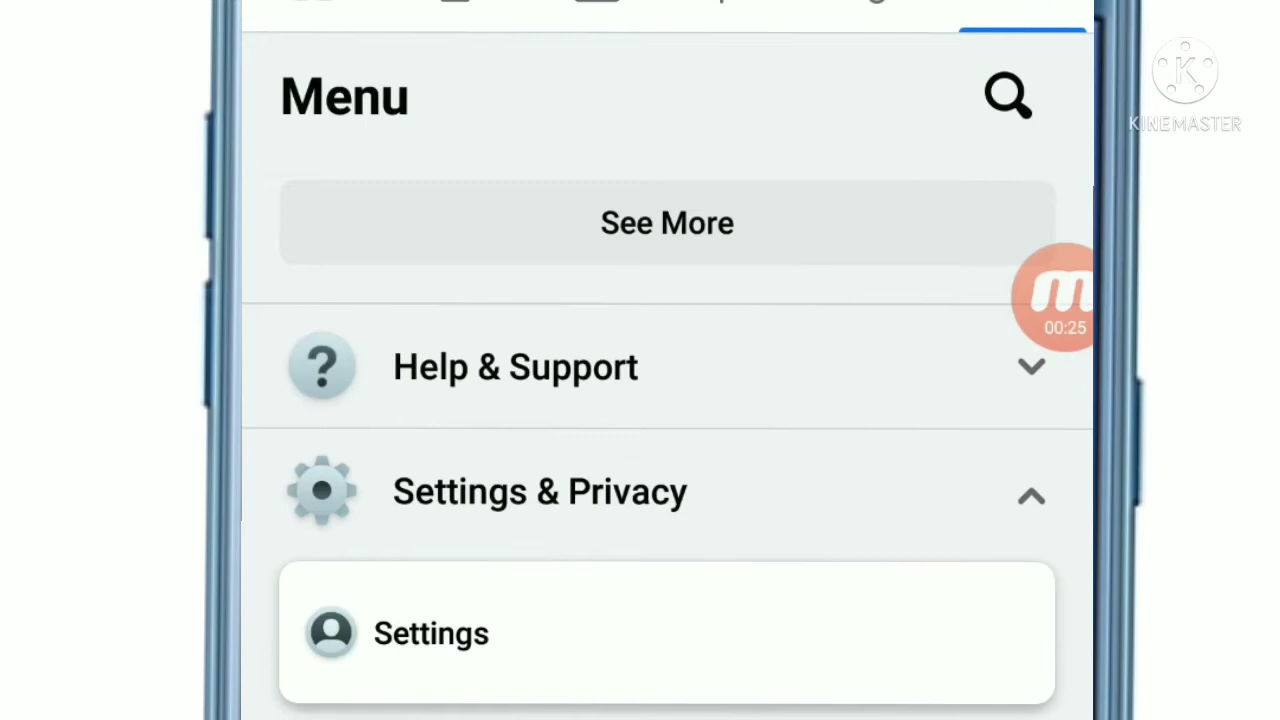 Menu
KINEMASTER
See More
00:25
Help & Support
Settings & Privacy
Settings